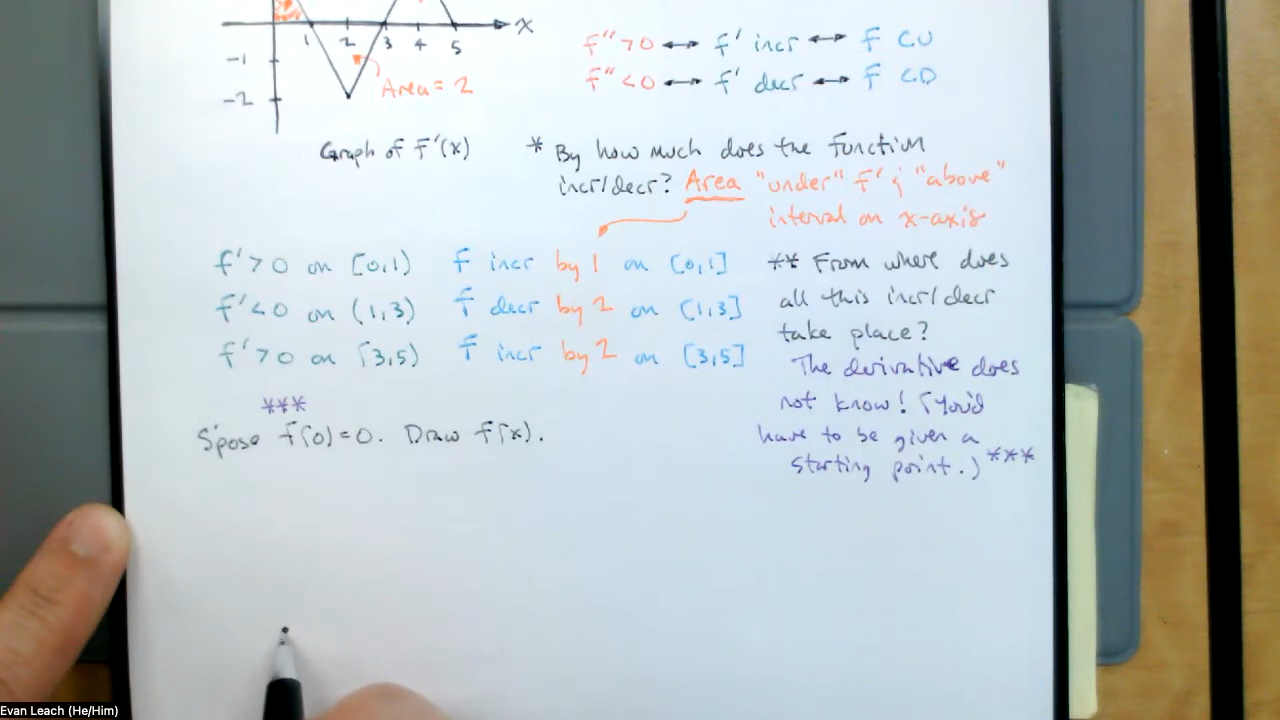 1 2 3 4 5 x
-1
-2
Area = 2
f" > 0 ↔ f' incr ↔ f CU
f" < 0 ↔ f' decr ↔ f CD
Graph of f'(x)
* By how much does the function
incr/decr? Area "under" f' & "above"
interval on x-axis
f' > 0 on [0,1) f incr by 1 on [0,1]
f' < 0 on (1,3) f decr by 2 on [1,3]
f' > 0 on (3,5) f incr by 2 on [3,5]
** From where does
all this incr/decr
take place?
The derivative does
not know! (You'd
have to be given a
starting point.) ***
***
S'pose f(0) = 0. Draw f(x).
Evan Leach (He/Him)